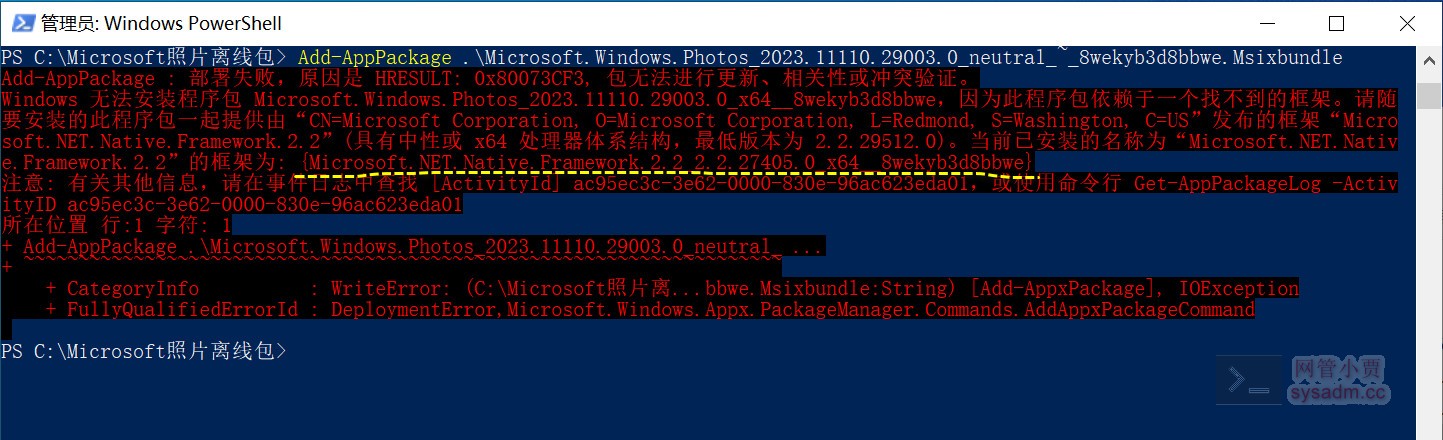 管理员: Windows PowerShell
PS C:\Microsoft照片离线包> Add-AppPackage .\Microsoft.Windows.Photos_2023.11110.29003.0_neutral_~_8wekyb3d8bbwe.Msixbundle
Add-AppPackage : 部署失败，原因是 HRESULT: 0x80073CF3, 包无法进行更新、相关性或冲突验证。
Windows 无法安装程序包 Microsoft.Windows.Photos_2023.11110.29003.0_x64__8wekyb3d8bbwe，因为此程序包依赖于一个找不到的框架。请随
要安装的此程序包一起提供由“CN=Microsoft Corporation, O=Microsoft Corporation, L=Redmond, S=Washington, C=US”发布的框架“Micro
soft.NET.Native.Framework.2.2”(具有中性或 x64 处理器体系结构，最低版本为 2.2.29512.0)。当前已安装的名称为“Microsoft.NET.Nativ
e.Framework.2.2”的框架为: {Microsoft.NET.Native.Framework.2.2_2.2.27405.0_x64__8wekyb3d8bbwe}
注意: 有关其他信息，请在事件日志中查找 [ActivityId] ac95ec3c-3e62-0000-830e-96ac623eda01，或使用命令行 Get-AppPackageLog -Activ
ityID ac95ec3c-3e62-0000-830e-96ac623eda01
所在位置 行:1 字符: 1
+ Add-AppPackage .\Microsoft.Windows.Photos_2023.11110.29003.0_neutral_ ...
+ ~~~~~~~~~~~~~~~~~~~~~~~~~~~~~~~~~~~~~~~~~~~~~~~~~~~~~~~~~~~~~~~~~~~~~
+ CategoryInfo : WriteError: (C:\Microsoft照片离...bbwe.Msixbundle:String) [Add-AppxPackage], IOException
+ FullyQualifiedErrorId : DeploymentError,Microsoft.Windows.Appx.PackageManager.Commands.AddAppxPackageCommand
PS C:\Microsoft照片离线包>
网管小贾
sysadm.cc